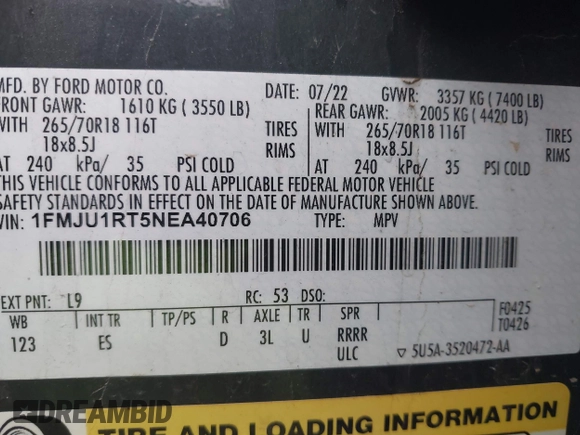 MFD. BY FORD MOTOR CO.
DATE: 07/22 GVWR: 3357 KG ( 7400 LB)
FRONT GAWR: 1610 KG ( 3550 LB)
REAR GAWR: 2005 KG ( 4420 LB)
WITH 265/70R18 116T TIRES
WITH 265/70R18 116T TIRES
18x8.5J RIMS
18x8.5J RIMS
AT 240 kPa/ 35 PSI COLD
AT 240 kPa/ 35 PSI COLD
THIS VEHICLE CONFORMS TO ALL APPLICABLE FEDERAL MOTOR VEHICLE
SAFETY STANDARDS IN EFFECT ON THE DATE OF MANUFACTURE SHOWN ABOVE.
VIN: 1FMJU1RT5NEA40706 TYPE: MPV
EXT PNT: L9 RC: 53 DSO:
F0425
T0426
WB INT TR TP/PS R AXLE TR SPR
123 ES D 3L U RRRR
ULC
▽ 5U5A-3520472-AA
TIRE AND LOADING INFORMATION
DREAMBID